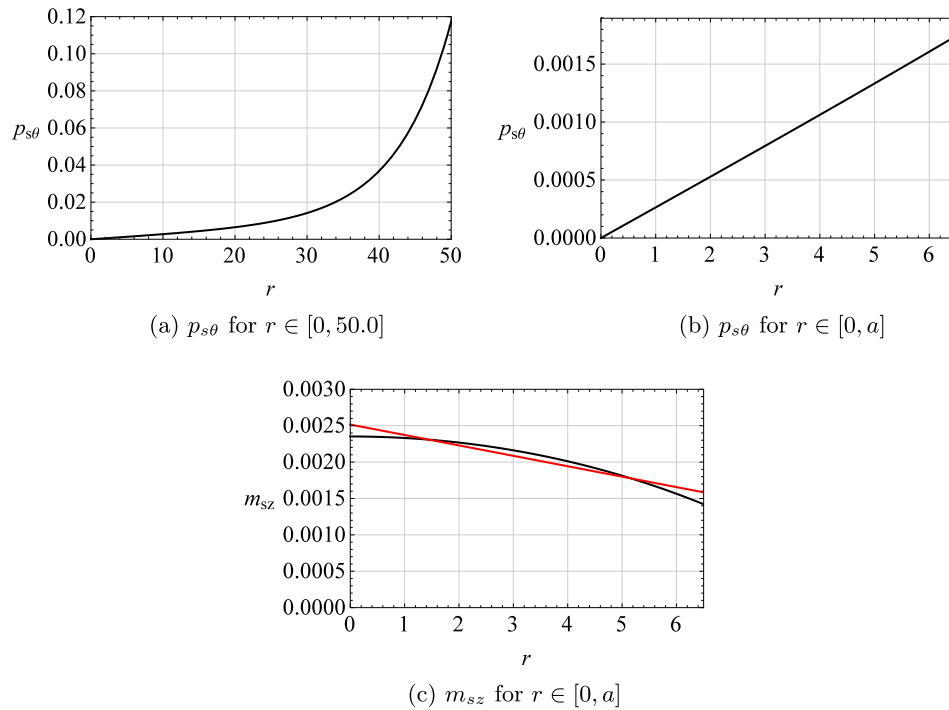 0.12
0.10
0.08
0.06
0.04
0.02
0.00
p_{sθ}
0 10 20 30 40 50
r
(a) p_{sθ} for r ∈ [0, 50.0]
0.0015
0.0010
0.0005
0.0000
p_{sθ}
0 1 2 3 4 5 6
r
(b) p_{sθ} for r ∈ [0, a]
0.0030
0.0025
0.0020
0.0015
0.0010
0.0005
0.0000
m_{sz}
0 1 2 3 4 5 6
r
(c) m_{sz} for r ∈ [0, a]